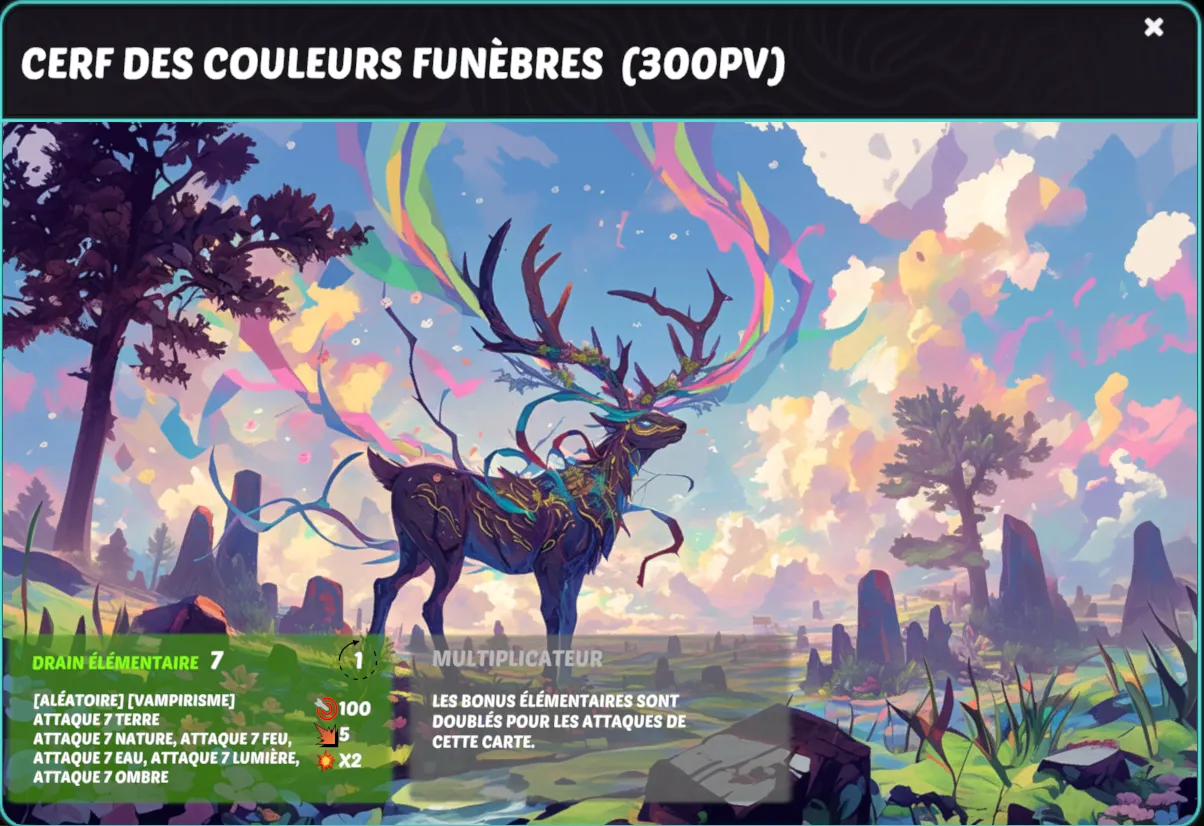 CERF DES COULEURS FUNÈBRES (300PV)
DRAIN ÉLÉMENTAIRE 7
1
[ALÉATOIRE] [VAMPIRISME]
ATTAQUE 7 TERRE
ATTAQUE 7 NATURE, ATTAQUE 7 FEU,
ATTAQUE 7 EAU, ATTAQUE 7 LUMIÈRE,
ATTAQUE 7 OMBRE
100
5
X2
MULTIPLICATEUR
LES BONUS ÉLÉMENTAIRES SONT
DOUBLÉS POUR LES ATTAQUES DE
CETTE CARTE.